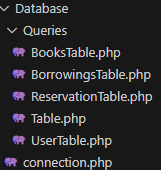 Database
Queries
BooksTable.php
BorrowingsTable.php
ReservationTable.php
Table.php
UserTable.php
connection.php